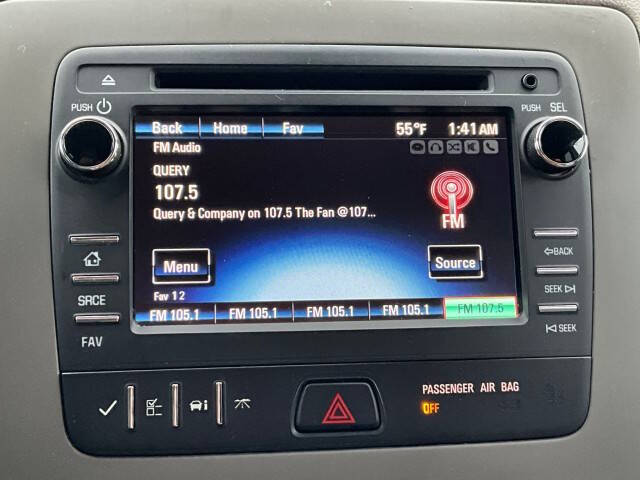 PUSH
PUSH SEL
Back Home Fav 55°F 1:41 AM
FM Audio
QUERY
107.5
Query & Company on 107.5 The Fan @107...
FM
Menu Source
Fav 1 2
FM 105.1 FM 105.1 FM 105.1 FM 105.1 FM 107.5
BACK
SRCE
SEEK
FAV
SEEK
PASSENGER AIR BAG
OFF